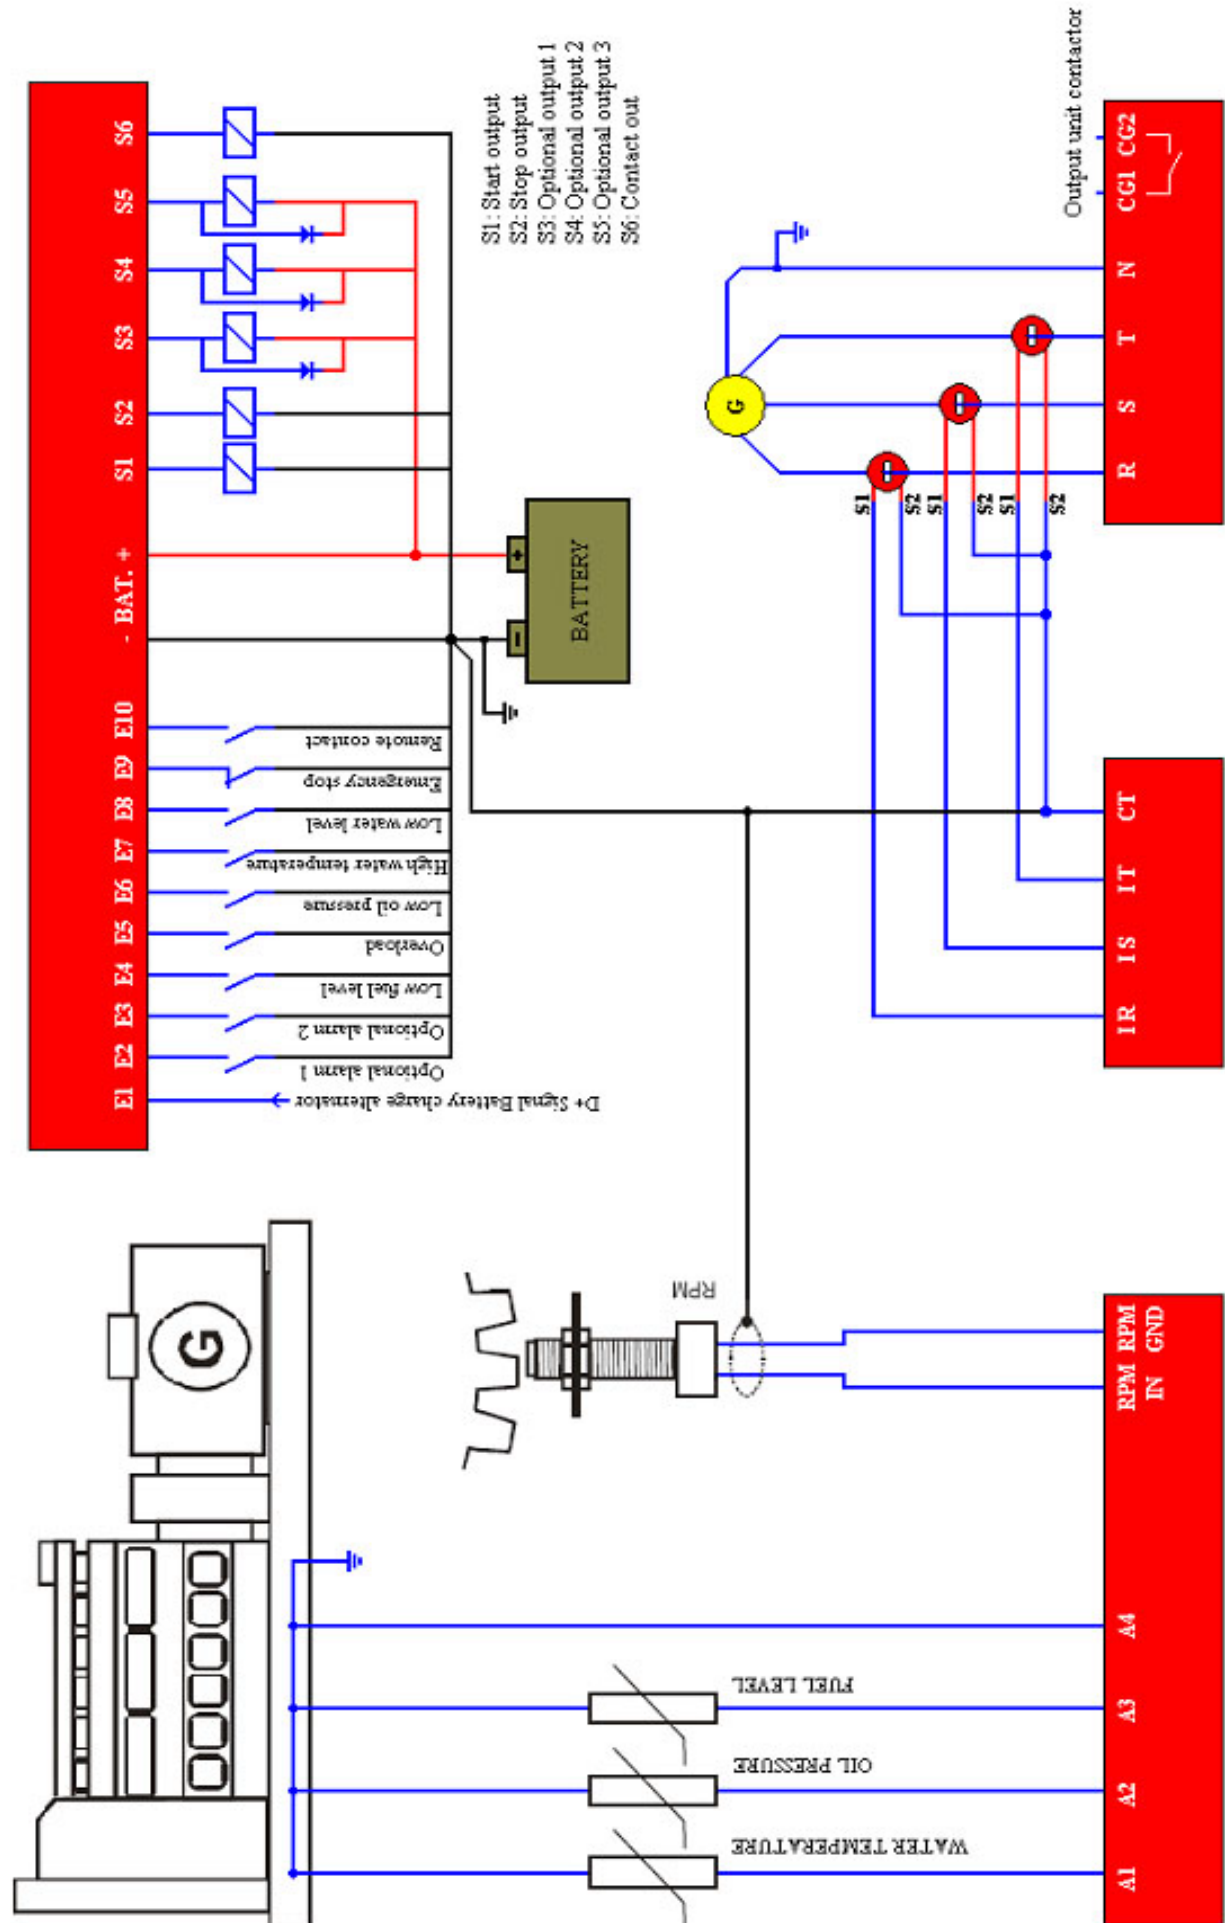 E1 E2 E3 E4 E5 E6 E7 E8 E9 E10 - BAT. + S1 S2 S3 S4 S5 S6
D+ Signal Battery charge alternator
Optional alarm 1
Optional alarm 2
Low fuel level
Overload
Low oil pressure
High water temperature
Low water level
Emergency stop
Remote contact
BATTERY
+
-
S1: Start output
S2: Stop output
S3: Optional output 1
S4: Optional output 2
S5: Optional output 3
S6: Contact out
G
G
RPM
S1
S2
S1
S2
S1
S2
Output unit contactor
WATER TEMPERATURE
OIL PRESSURE
FUEL LEVEL
A1 A2 A3 A4
RPM RPM
IN GND
IR IS IT CT
R S T N CG1 CG2